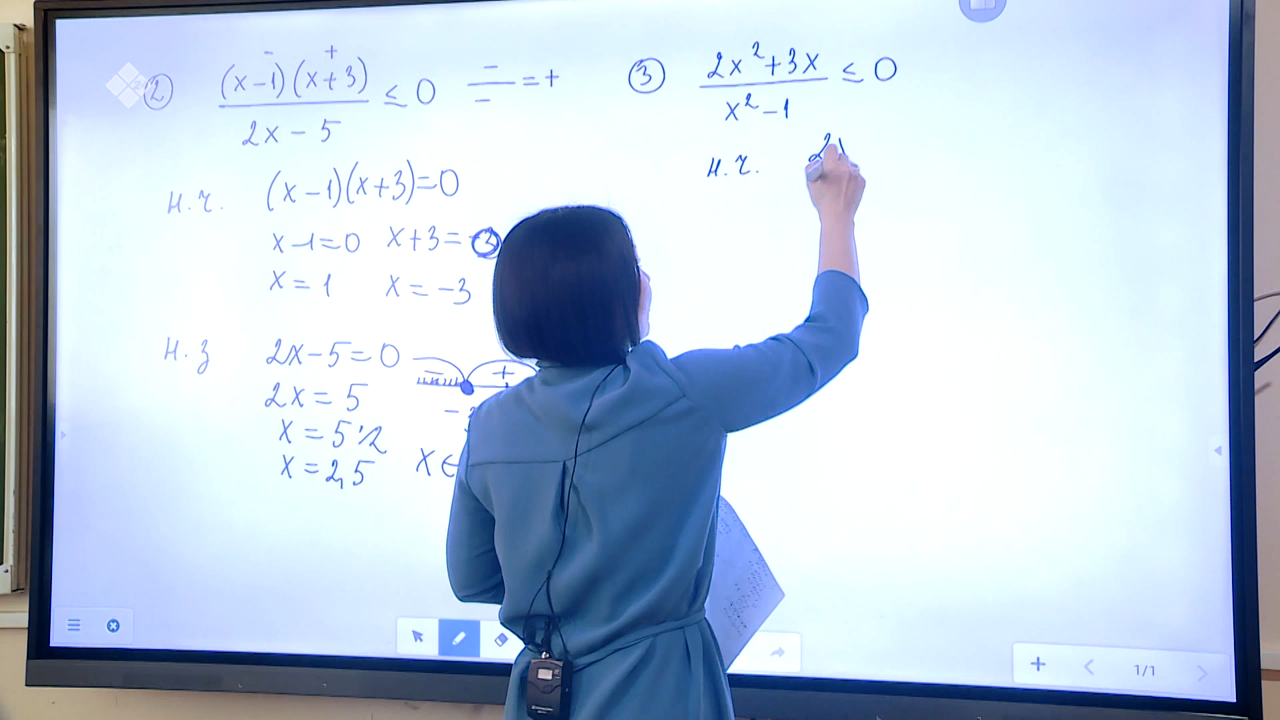 ② (x-1)(x+3)/(2x-5) ≤ 0
- +
-/- = +
н.ч. (x-1)(x+3)=0
x-1=0 x+3=
x=1 x=-3
н.з 2x-5=0
2x=5
x=5:2
x=2,5
- +
x∈
③ (2x²+3x)/(x²-1) ≤ 0
н.ч. 2
1/1